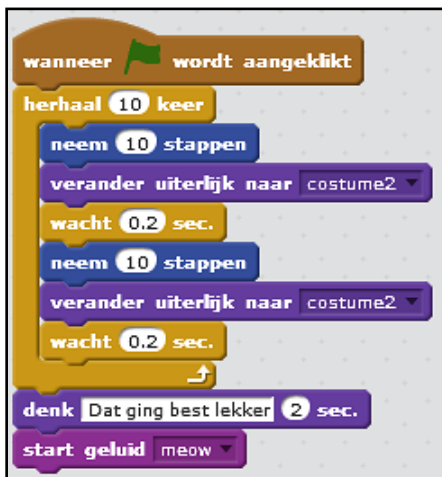 wanneer wordt aangeklikt
herhaal 10 keer
neem 10 stappen
verander uiterlijk naar costume2
wacht 0.2 sec.
neem 10 stappen
verander uiterlijk naar costume2
wacht 0.2 sec.
denk Dat ging best lekker 2 sec.
start geluid meow